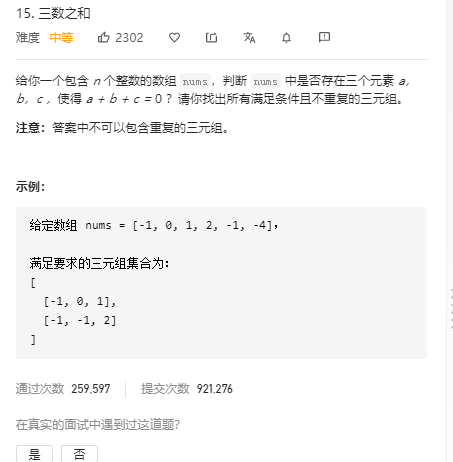 15. 三数之和
难度 中等 2302
给你一个包含 n 个整数的数组 nums，判断 nums 中是否存在三个元素 a，
b，c，使得 a + b + c = 0 ？请你找出所有满足条件且不重复的三元组。
注意：答案中不可以包含重复的三元组。
示例：
给定数组 nums = [-1, 0, 1, 2, -1, -4]，
满足要求的三元组集合为：
[
[-1, 0, 1],
[-1, -1, 2]
]
通过次数 259,597 提交次数 921,276
在真实的面试中遇到过这道题?
是 否